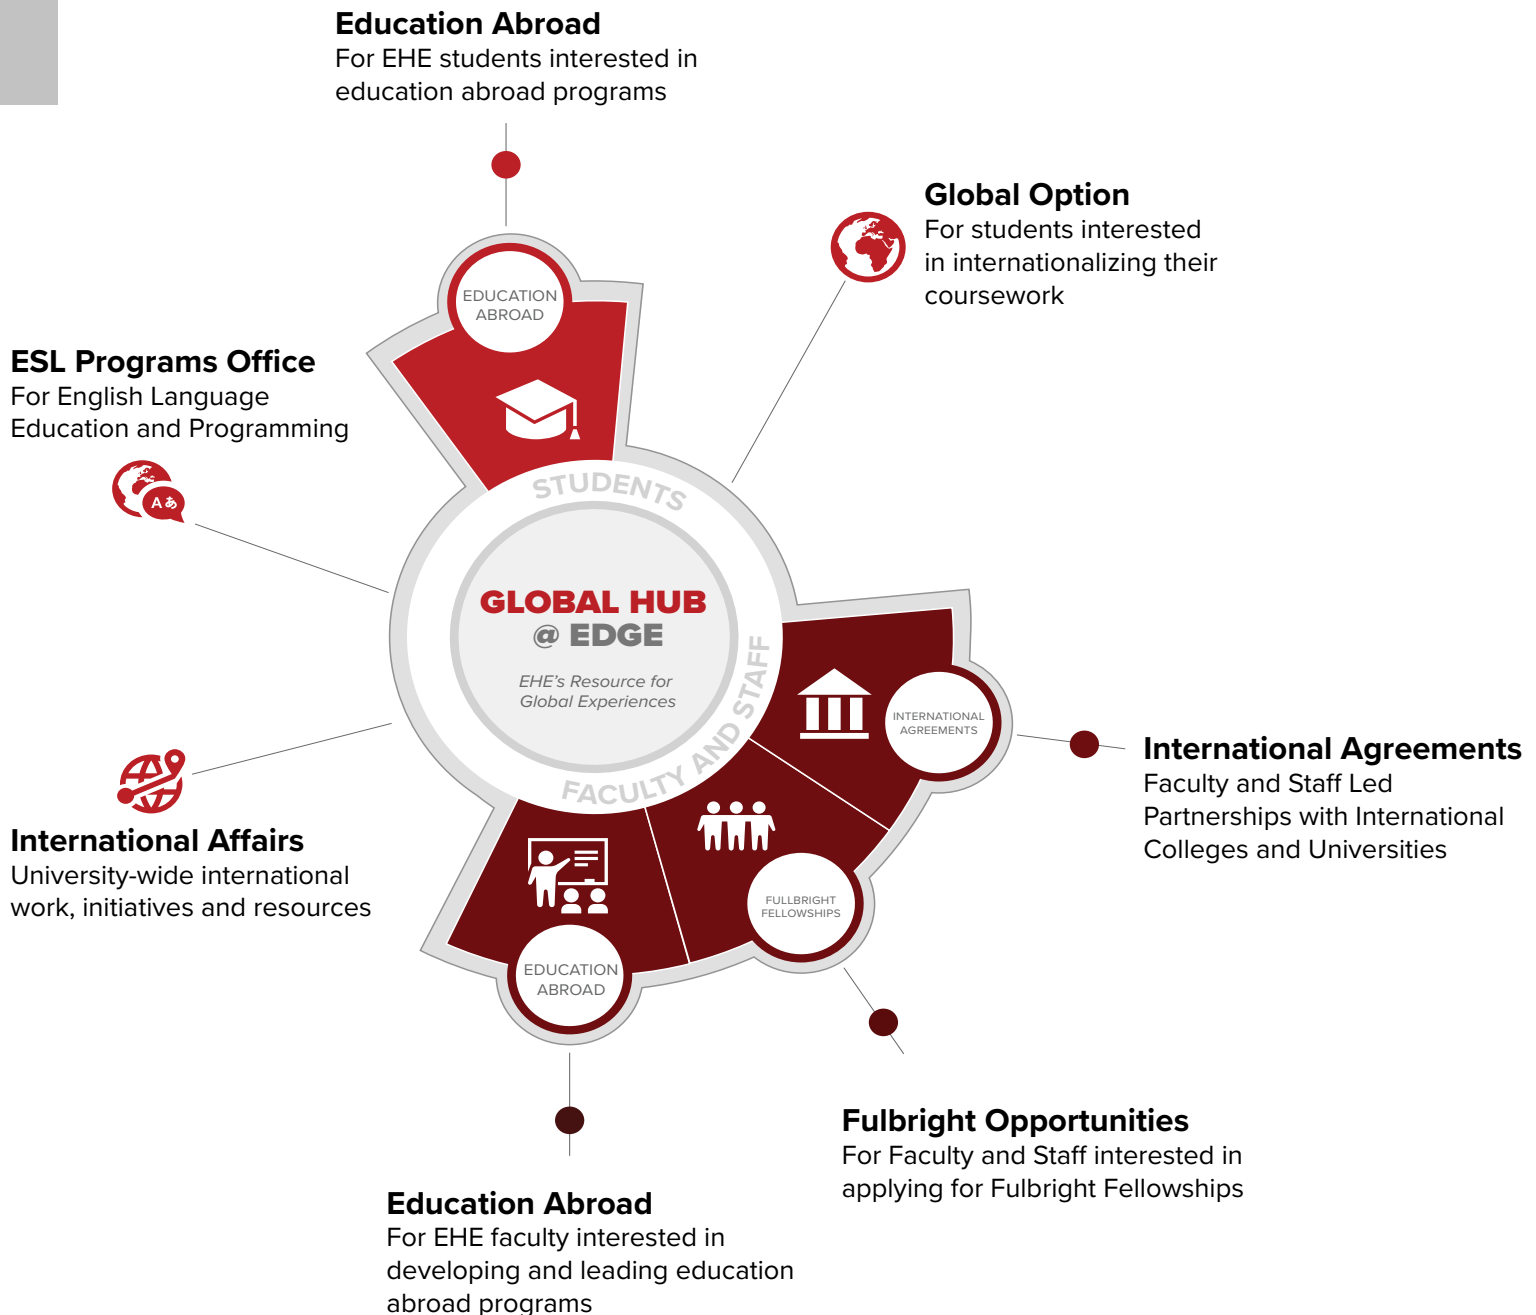 Education Abroad
For EHE students interested in
education abroad programs
Global Option
For students interested
in internationalizing their
coursework
EDUCATION
ABROAD
ESL Programs Office
For English Language
Education and Programming
Aあ
STUDENTS
GLOBAL HUB
@ EDGE
EHE's Resource for
Global Experiences
FACULTY AND STAFF
INTERNATIONAL
AGREEMENTS
International Agreements
Faculty and Staff Led
Partnerships with International
Colleges and Universities
International Affairs
University-wide international
work, initiatives and resources
FULLBRIGHT
FELLOWSHIPS
EDUCATION
ABROAD
Fulbright Opportunities
For Faculty and Staff interested in
applying for Fulbright Fellowships
Education Abroad
For EHE faculty interested in
developing and leading education
abroad programs